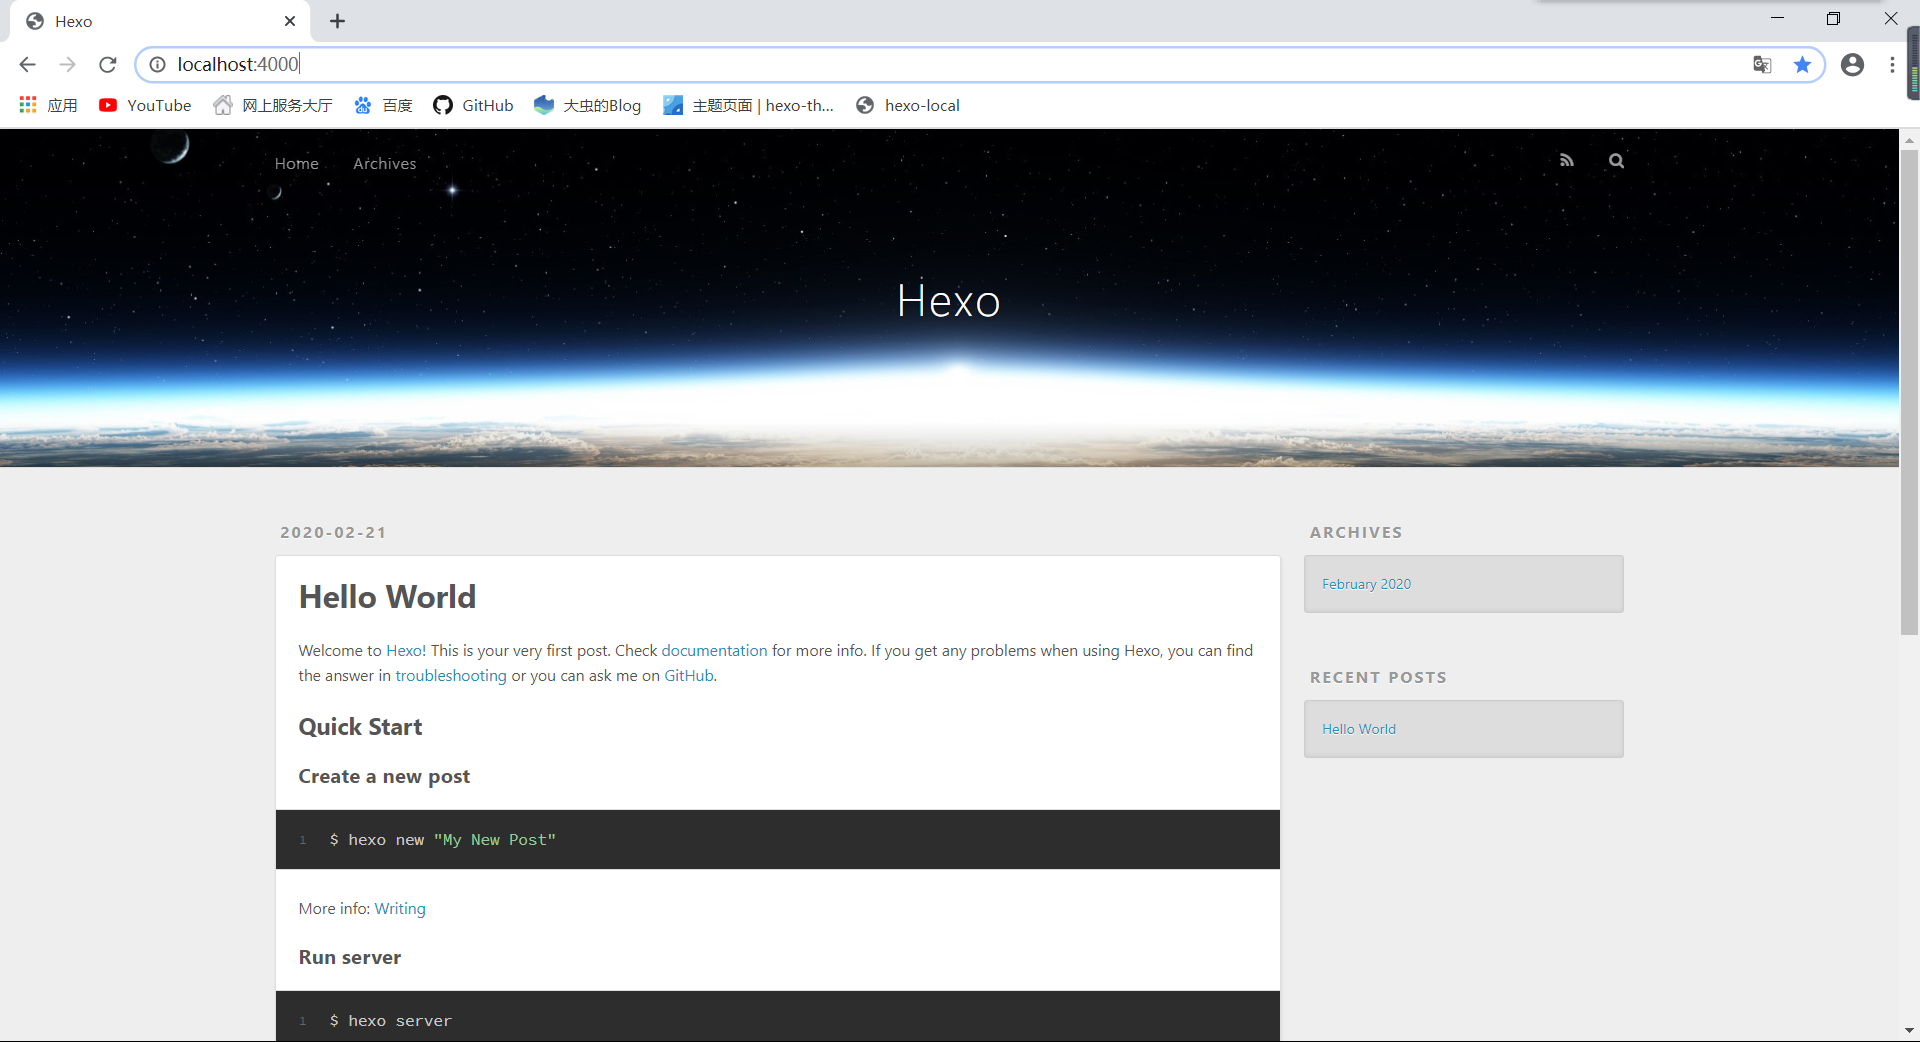 Hexo
localhost:4000
应用 YouTube 网上服务大厅 百度 GitHub 大虫的Blog 主题页面 | hexo-th... hexo-local
Home Archives
Hexo
2020-02-21
Hello World
Welcome to Hexo! This is your very first post. Check documentation for more info. If you get any problems when using Hexo, you can find
the answer in troubleshooting or you can ask me on GitHub.
Quick Start
Create a new post
1 $ hexo new "My New Post"
More info: Writing
Run server
1 $ hexo server
ARCHIVES
February 2020
RECENT POSTS
Hello World